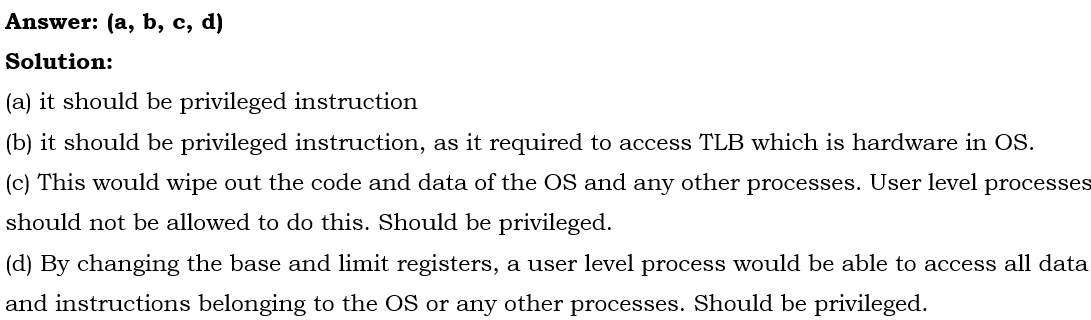 Answer: (a, b, c, d)
Solution:
(a) it should be privileged instruction
(b) it should be privileged instruction, as it required to access TLB which is hardware in OS.
(c) This would wipe out the code and data of the OS and any other processes. User level processes
should not be allowed to do this. Should be privileged.
(d) By changing the base and limit registers, a user level process would be able to access all data
and instructions belonging to the OS or any other processes. Should be privileged.